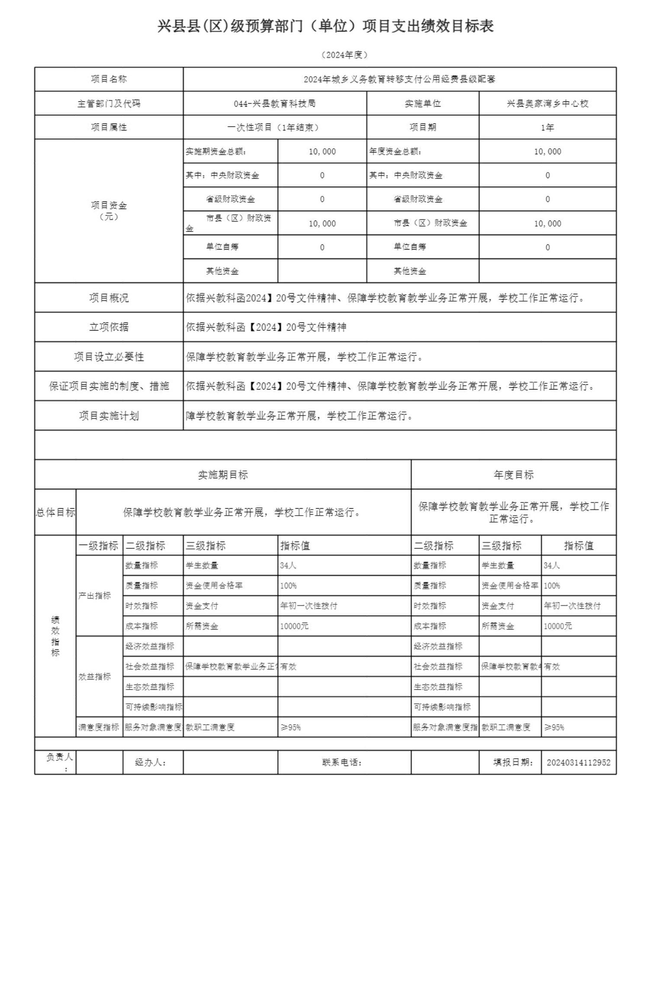 兴县县(区)级预算部门（单位）项目支出绩效目标表
（2024年度）
项目名称 2024年城乡义务教育转移支付公用经费县级配套
主管部门及代码 044-兴县教育科技局 实施单位 兴县奥家湾乡中心校
项目属性 一次性项目（1年结束） 项目期 1年
项目资金
（元）
实施期资金总额： 10,000 年度资金总额： 10,000
其中：中央财政资金 0 其中：中央财政资金 0
省级财政资金 0 省级财政资金 0
市县（区）财政资
金 10,000 市县（区）财政资金 10,000
单位自筹 0 单位自筹 0
其他资金 其他资金
项目概况 依据兴教科函2024】20号文件精神、保障学校教育教学业务正常开展，学校工作正常运行。
立项依据 依据兴教科函【2024】20号文件精神
项目设立必要性 保障学校教育教学业务正常开展，学校工作正常运行。
保证项目实施的制度、措施 依据兴教科函【2024】20号文件精神、保障学校教育教学业务正常开展，学校工作正常运行。
项目实施计划 障学校教育教学业务正常开展，学校工作正常运行。
实施期目标 年度目标
总体目标 保障学校教育教学业务正常开展，学校工作正常运行。 保障学校教育教学业务正常开展，学校工作
正常运行。
绩
效
指
标
一级指标 二级指标 三级指标 指标值 二级指标 三级指标 指标值
产出指标
数量指标 学生数量 34人 数量指标 学生数量 34人
质量指标 资金使用合格率 100% 质量指标 资金使用合格率 100%
时效指标 资金支付 年初一次性拨付 时效指标 资金支付 年初一次性拨付
成本指标 所需资金 10000元 成本指标 所需资金 10000元
效益指标
经济效益指标 经济效益指标
社会效益指标 保障学校教育教学业务正 有效 社会效益指标 保障学校教育教 有效
生态效益指标 生态效益指标
可持续影响指标 可持续影响指标
满意度指标 服务对象满意度 教职工满意度 ≥95% 服务对象满意度指 教职工满意度 ≥95%
负责人
： 经办人： 联系电话： 填报日期： 20240314112952